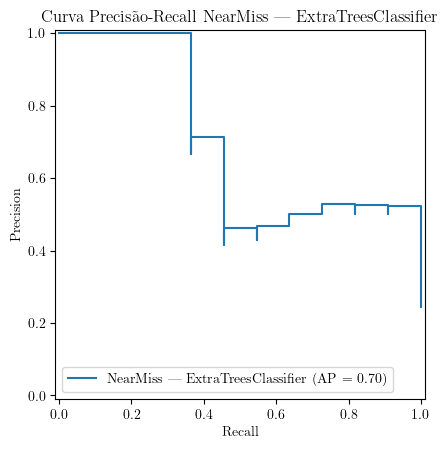 Curva Precisão-Recall NearMiss — ExtraTreesClassifier
1.0
0.8
0.6
0.4
0.2
0.0
Precision
NearMiss — ExtraTreesClassifier (AP = 0.70)
0.0 0.2 0.4 0.6 0.8 1.0
Recall